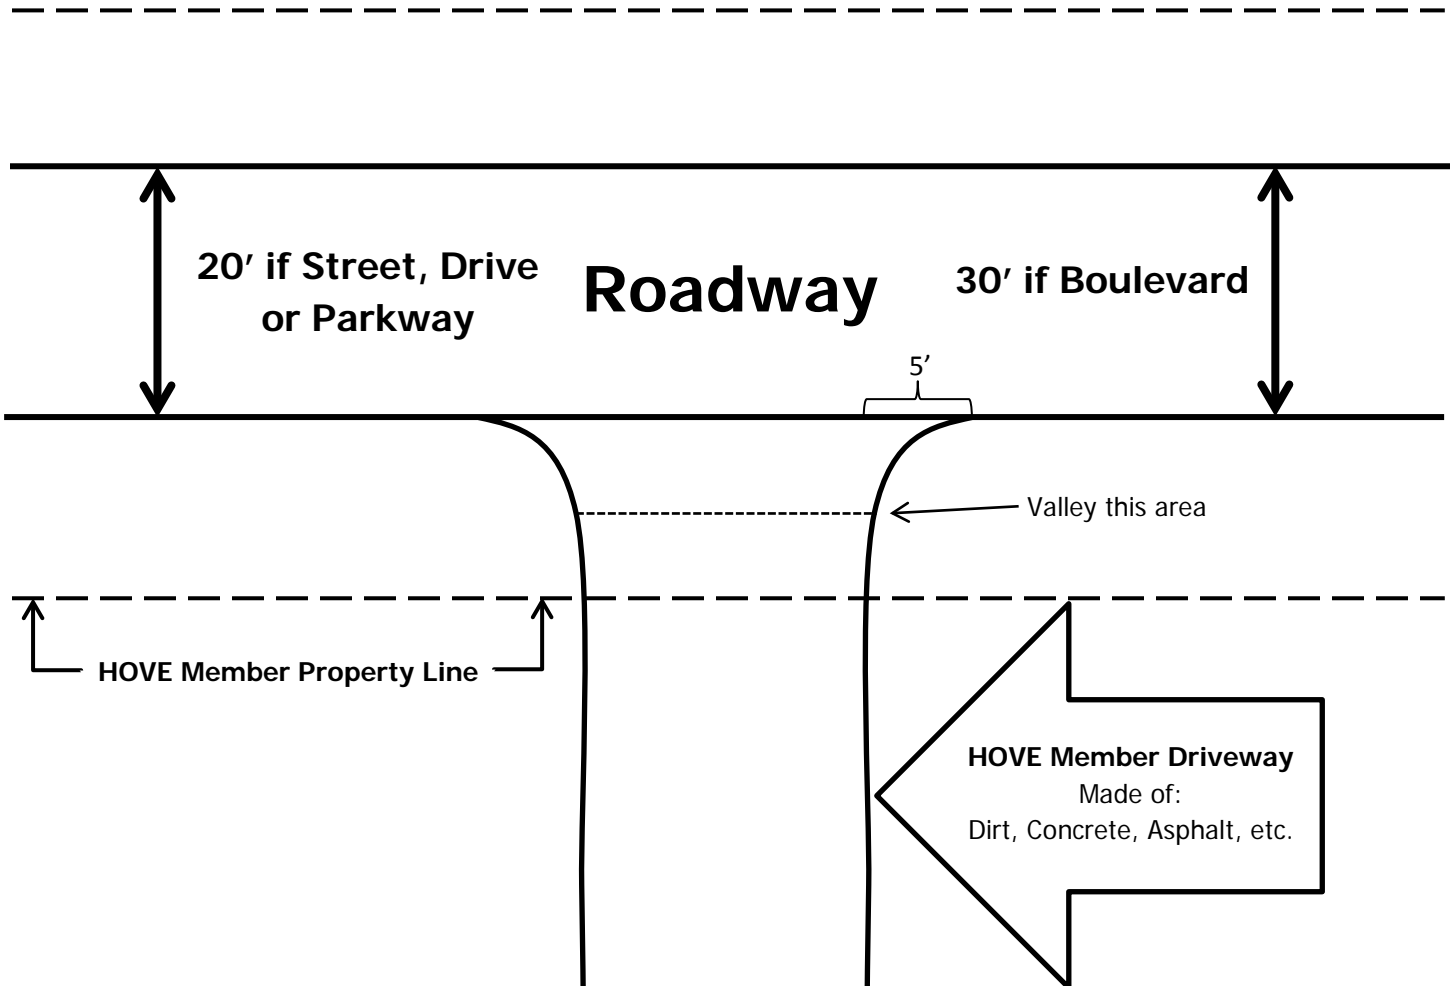 20’ if Street, Drive
or Parkway
Roadway
30’ if Boulevard
5’
Valley this area
HOVE Member Property Line
HOVE Member Driveway
Made of:
Dirt, Concrete, Asphalt, etc.